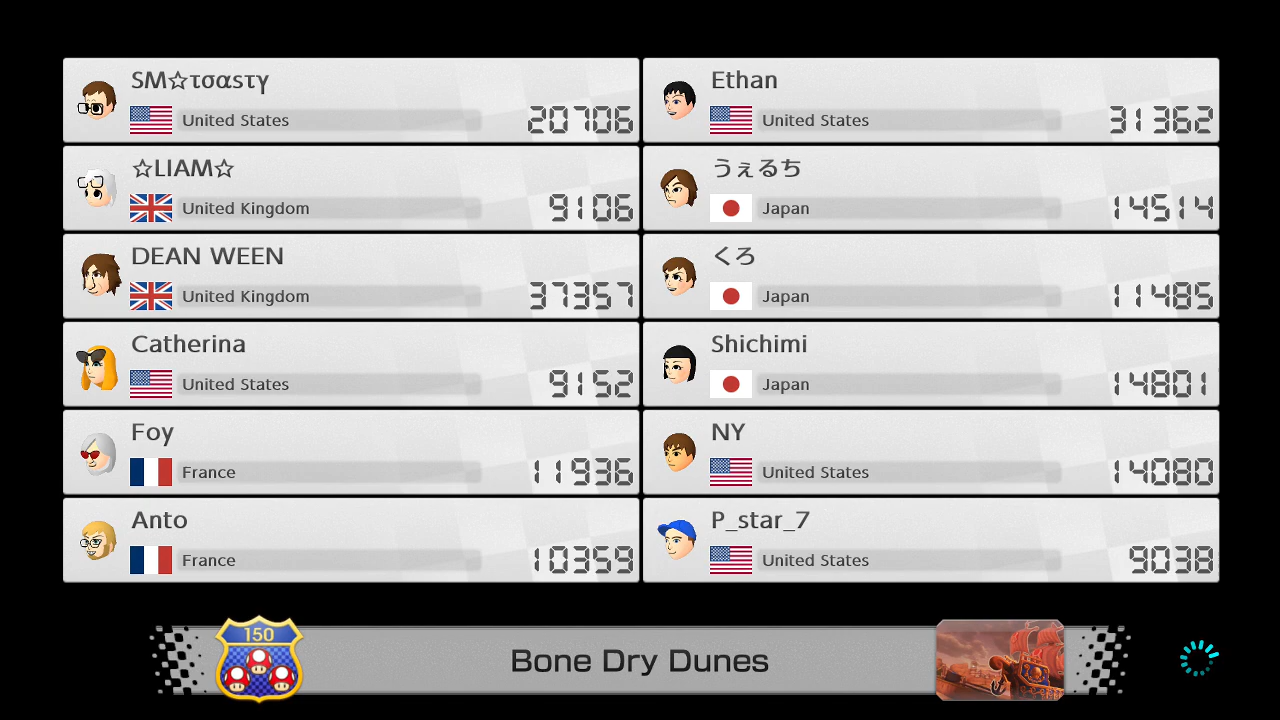 SM☆τσαsτγ
United States 20706
Ethan
United States 31362
☆LIAM☆
United Kingdom 9106
うぇるち
Japan 14514
DEAN WEEN
United Kingdom 37357
くろ
Japan 11485
Catherina
United States 9152
Shichimi
Japan 14801
Foy
France 11936
NY
United States 14080
Anto
France 10359
P_star_7
United States 9038
150
Bone Dry Dunes